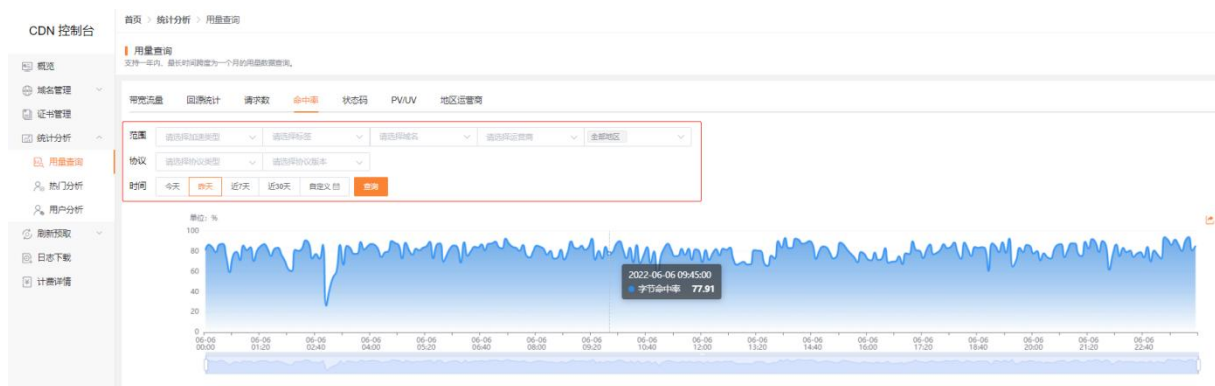 CDN 控制台
首页 > 统计分析 > 用量查询
用量查询
支持一年内、最长时间跨度为一个月的用量数据查询。
概览
域名管理
证书管理
统计分析
用量查询
热门分析
用户分析
刷新预取
日志下载
计费详情
带宽流量 回源统计 请求数 命中率 状态码 PV/UV 地区运营商
范围 请选择加速类型 请选择标签 请选择域名 请选择运营商 全部地区
协议 请选择协议类型 请选择协议版本
时间 今天 昨天 近7天 近30天 自定义 查询
单位: %
100
80
60
40
20
0
2022-06-06 09:45:00
字节命中率 77.91
06-06 06-06 06-06 06-06 06-06 06-06 06-06 06-06 06-06 06-06 06-06 06-06 06-06 06-06 06-06 06-06 06-06 06-06
00:00 01:20 02:40 04:00 05:20 06:40 08:00 09:20 10:40 12:00 13:20 14:40 16:00 17:20 18:40 20:00 21:20 22:40